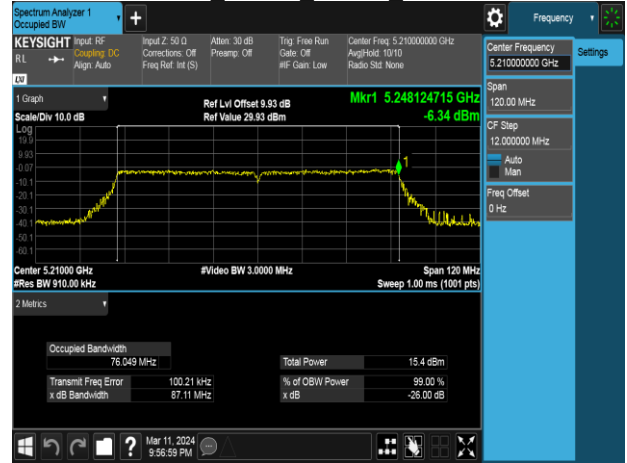 Spectrum Analyzer 1
Occupied BW
Frequency
KEYSIGHT
RL
LXI
Input: RF
Coupling: DC
Align: Auto
Input Z: 50 Ω
Corrections: Off
Freq Ref: Int (S)
Atten: 30 dB
Preamp: Off
Trig: Free Run
Gate: Off
#IF Gain: Low
Center Freq: 5.210000000 GHz
Avg|Hold: 10/10
Radio Std: None
1 Graph
Scale/Div 10.0 dB
Ref Lvl Offset 9.93 dB
Ref Value 29.93 dBm
Mkr1 5.248124715 GHz
-6.34 dBm
Log
19.9
9.93
-0.07
-10.1
-20.1
-30.1
-40.1
-50.1
-60.1
1
Center 5.21000 GHz
#Res BW 910.00 kHz
#Video BW 3.0000 MHz
Span 120 MHz
Sweep 1.00 ms (1001 pts)
2 Metrics
Occupied Bandwidth
76.049 MHz
Total Power 15.4 dBm
Transmit Freq Error 100.21 kHz
% of OBW Power 99.00 %
x dB Bandwidth 87.11 MHz
x dB -26.00 dB
Mar 11, 2024
9:56:59 PM
Center Frequency
5.210000000 GHz
Settings
Span
120.00 MHz
CF Step
12.000000 MHz
Auto
Man
Freq Offset
0 Hz